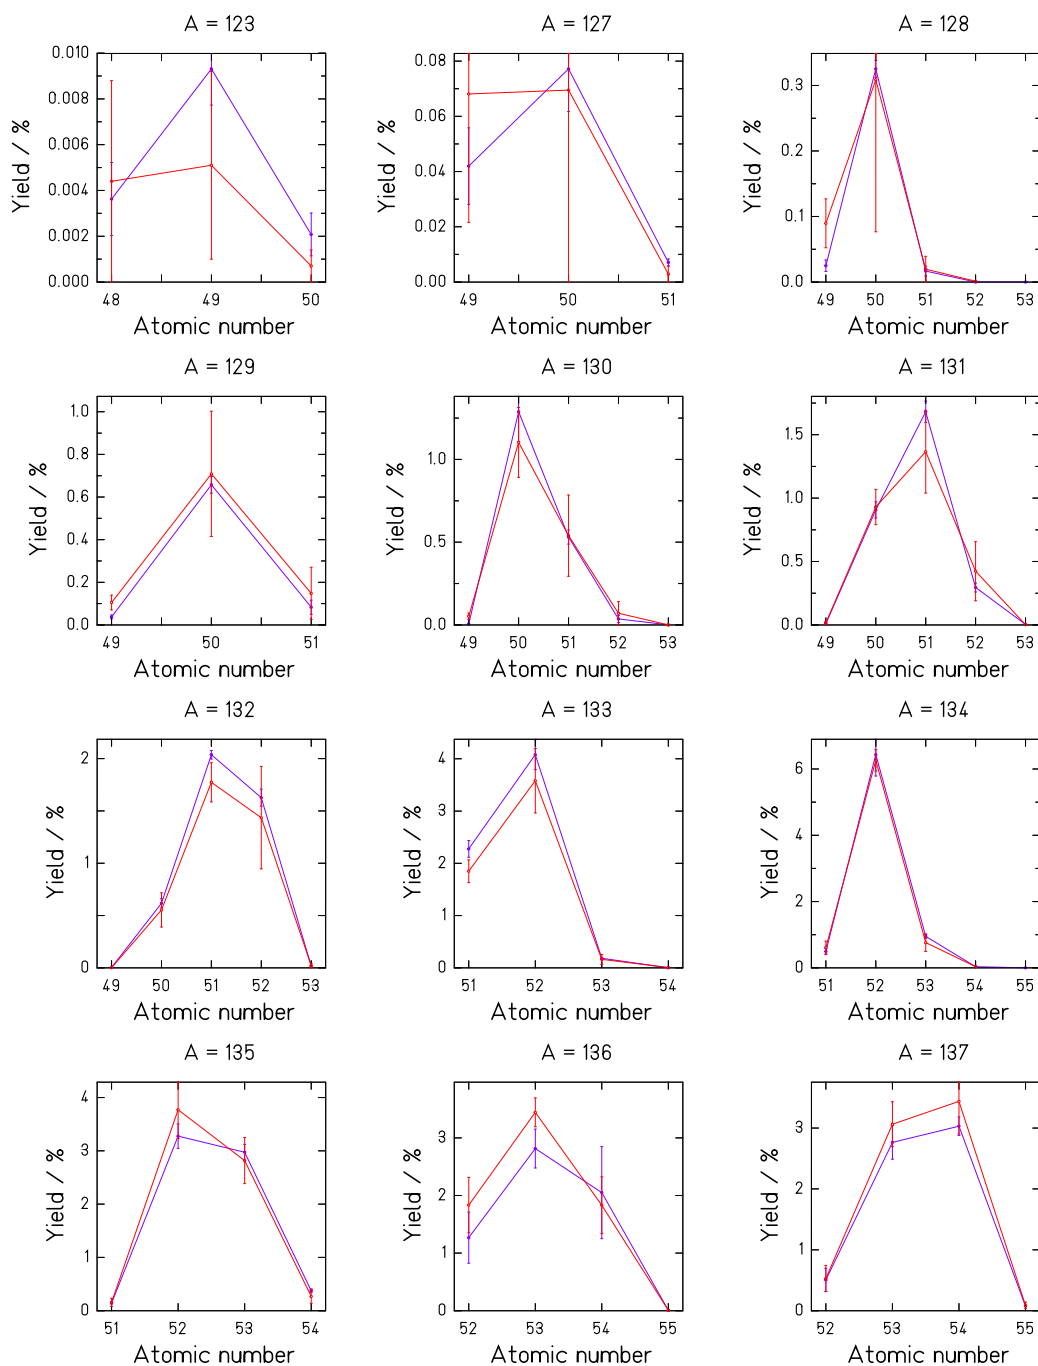 A = 123
A = 127
A = 128
0.010
0.008
0.006
0.004
0.002
0.000
Yield / %
48 49 50
Atomic number
0.08
0.06
0.04
0.02
0.00
Yield / %
49 50 51
Atomic number
0.3
0.2
0.1
0.0
Yield / %
49 50 51 52 53
Atomic number
A = 129
A = 130
A = 131
1.0
0.8
0.6
0.4
0.2
0.0
Yield / %
49 50 51
Atomic number
1.0
0.5
0.0
Yield / %
49 50 51 52 53
Atomic number
1.5
1.0
0.5
0.0
Yield / %
49 50 51 52 53
Atomic number
A = 132
A = 133
A = 134
2
1
0
Yield / %
49 50 51 52 53
Atomic number
4
3
2
1
0
Yield / %
51 52 53 54
Atomic number
6
4
2
0
Yield / %
51 52 53 54 55
Atomic number
A = 135
A = 136
A = 137
4
3
2
1
0
Yield / %
51 52 53 54
Atomic number
3
2
1
0
Yield / %
52 53 54 55
Atomic number
3
2
1
0
Yield / %
52 53 54 55
Atomic number